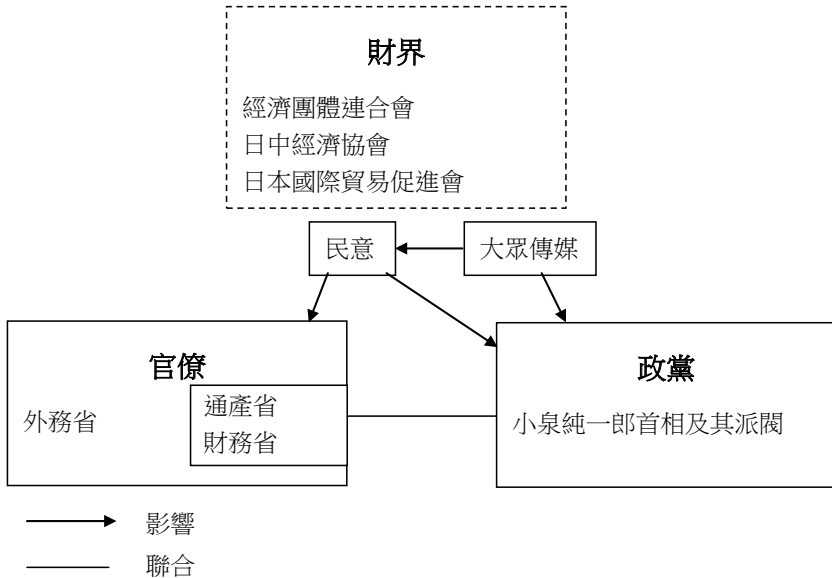 財界
經濟團體連合會
日中經濟協會
日本國際貿易促進會
民意
大眾傳媒
官僚
外務省
通產省
財務省
政黨
小泉純一郎首相及其派閥
影響
聯合